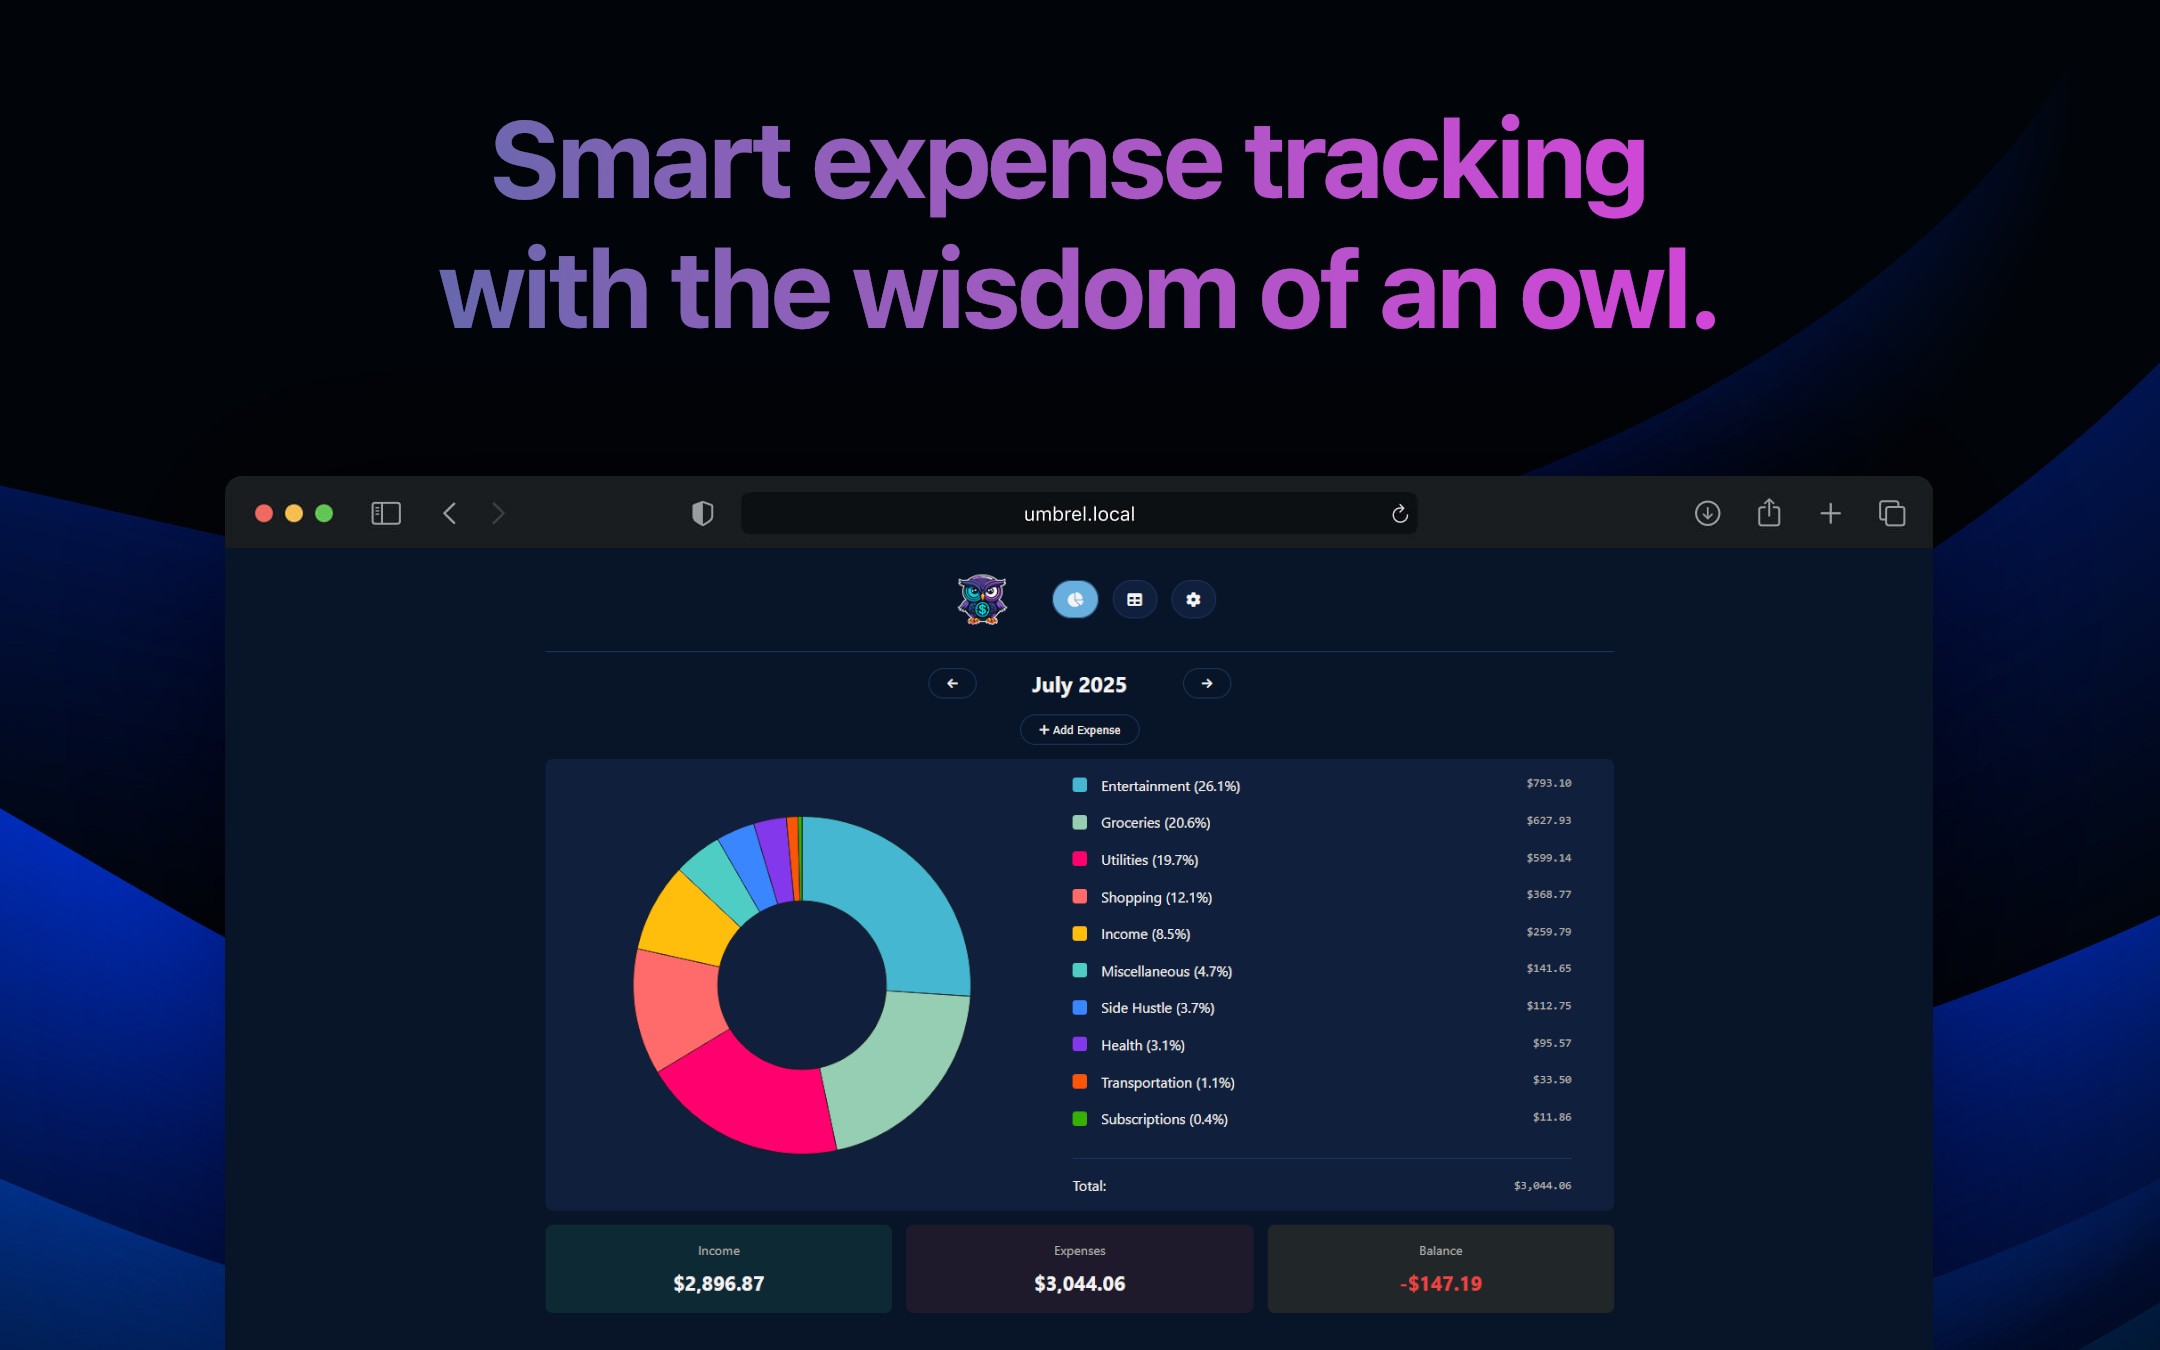 Smart expense tracking
with the wisdom of an owl.
umbrel.local
$
July 2025
+ Add Expense
Entertainment (26.1%) $793.10
Groceries (20.6%) $627.93
Utilities (19.7%) $599.14
Shopping (12.1%) $368.77
Income (8.5%) $259.79
Miscellaneous (4.7%) $141.65
Side Hustle (3.7%) $112.75
Health (3.1%) $95.57
Transportation (1.1%) $33.50
Subscriptions (0.4%) $11.86
Total: $3,044.06
Income Expenses Balance
$2,896.87 $3,044.06 -$147.19